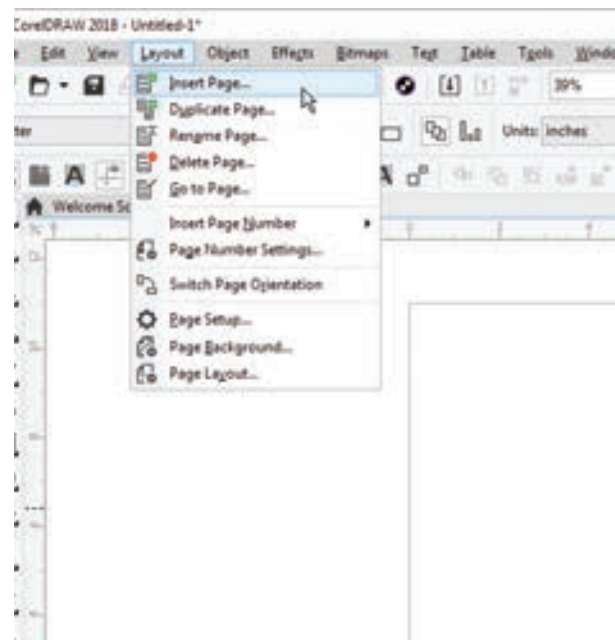 CorelDRAW 2018 - Untitled-1*
Edit View Layout Object Effects Bitmaps Text Table Tools Windo
Insert Page...
39%
Duplicate Page...
Rename Page...
Units: inches
Delete Page...
Go to Page...
Welcome Sc
Insert Page Number
Page Number Settings...
Switch Page Orientation
Page Setup...
Page Background...
Page Layout...